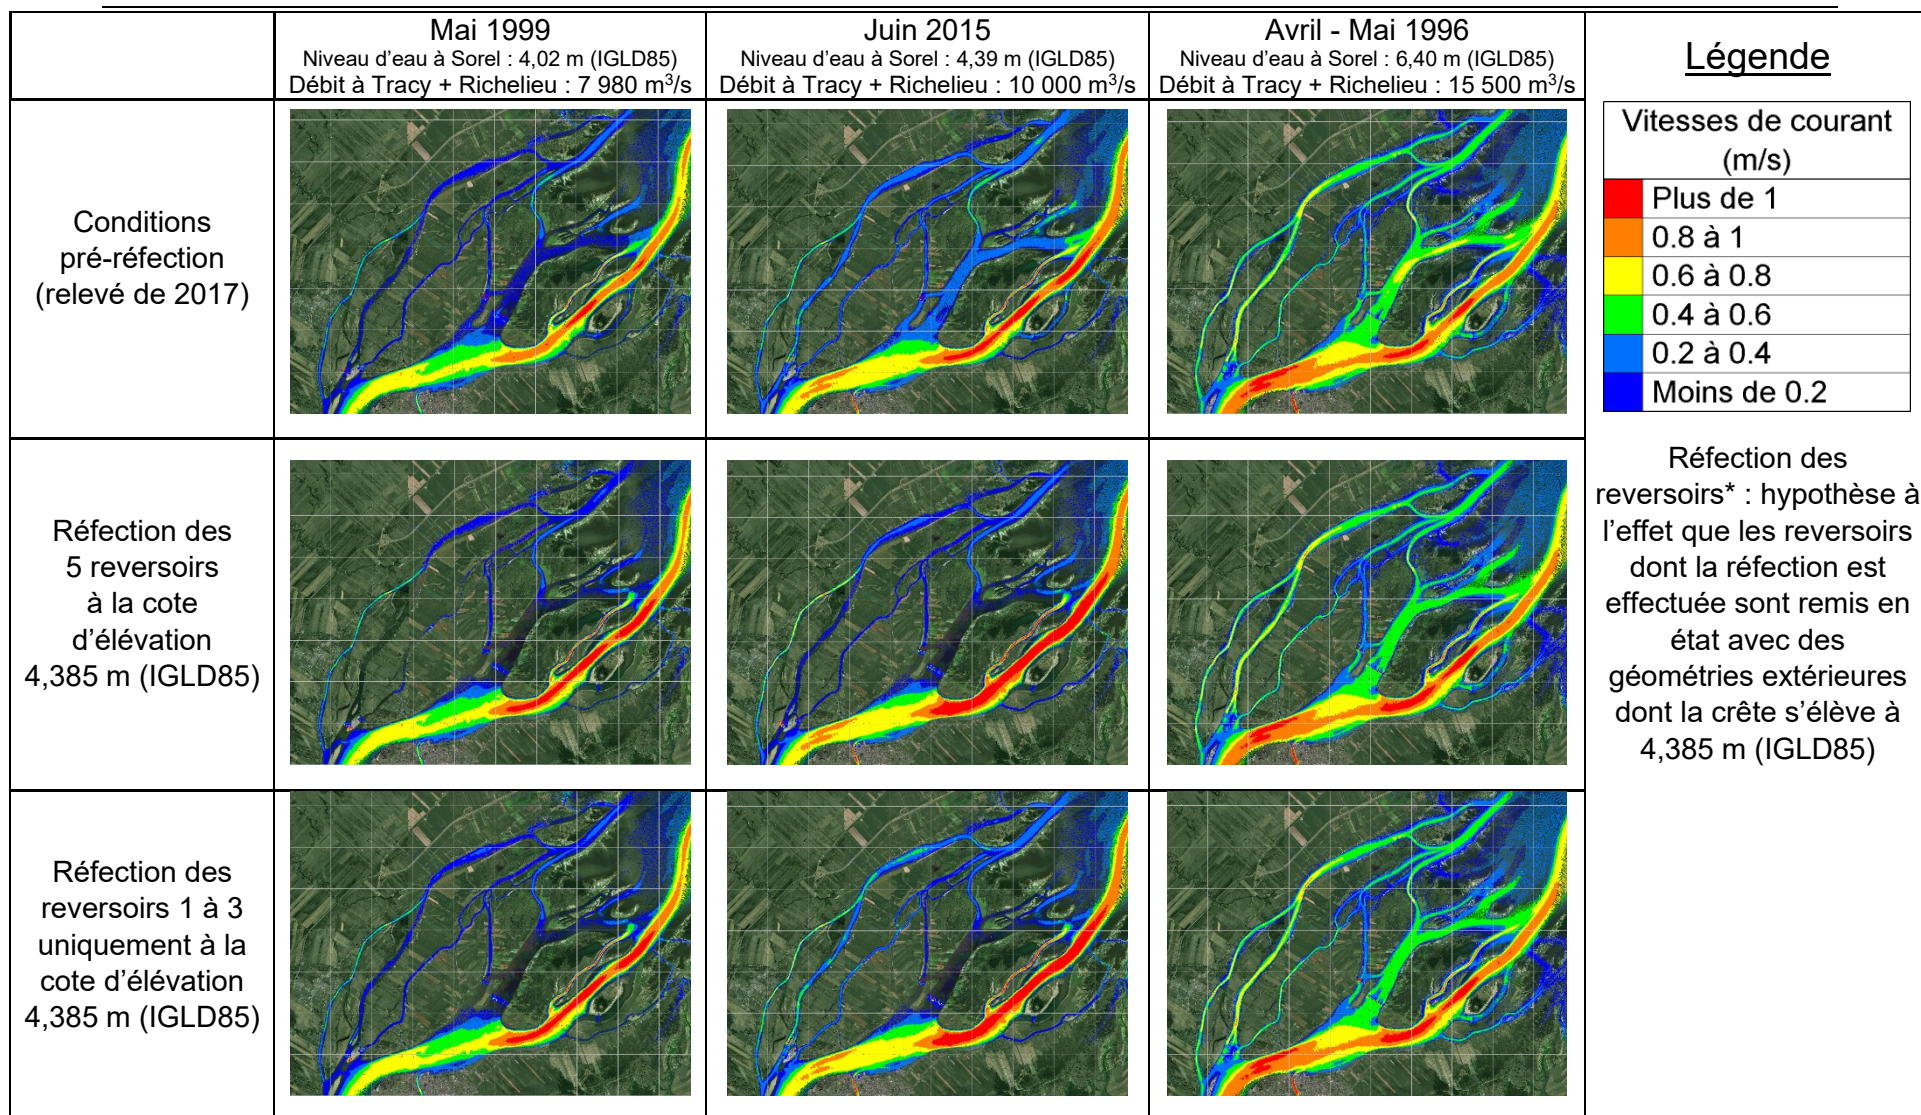 Mai 1999
Niveau d'eau à Sorel : 4,02 m (IGLD85)
Débit à Tracy + Richelieu : 7 980 m³/s
Juin 2015
Niveau d'eau à Sorel : 4,39 m (IGLD85)
Débit à Tracy + Richelieu : 10 000 m³/s
Avril - Mai 1996
Niveau d'eau à Sorel : 6,40 m (IGLD85)
Débit à Tracy + Richelieu : 15 500 m³/s
Légende
Vitesses de courant
(m/s)
Plus de 1
0.8 à 1
0.6 à 0.8
0.4 à 0.6
0.2 à 0.4
Moins de 0.2
Conditions
pré-réfection
(relevé de 2017)
Réfection des
5 reversoirs
à la cote
d'élévation
4,385 m (IGLD85)
Réfection des
reversoirs* : hypothèse à
l'effet que les reversoirs
dont la réfection est
effectuée sont remis en
état avec des
géométries extérieures
dont la crête s'élève à
4,385 m (IGLD85)
Réfection des
reversoirs 1 à 3
uniquement à la
cote d'élévation
4,385 m (IGLD85)